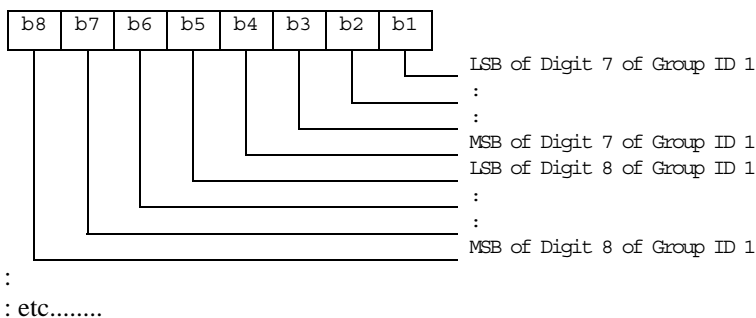 b8 b7 b6 b5 b4 b3 b2 b1
LSB of Digit 7 of Group ID 1
:
:
MSB of Digit 7 of Group ID 1
LSB of Digit 8 of Group ID 1
:
:
MSB of Digit 8 of Group ID 1
:
: etc........